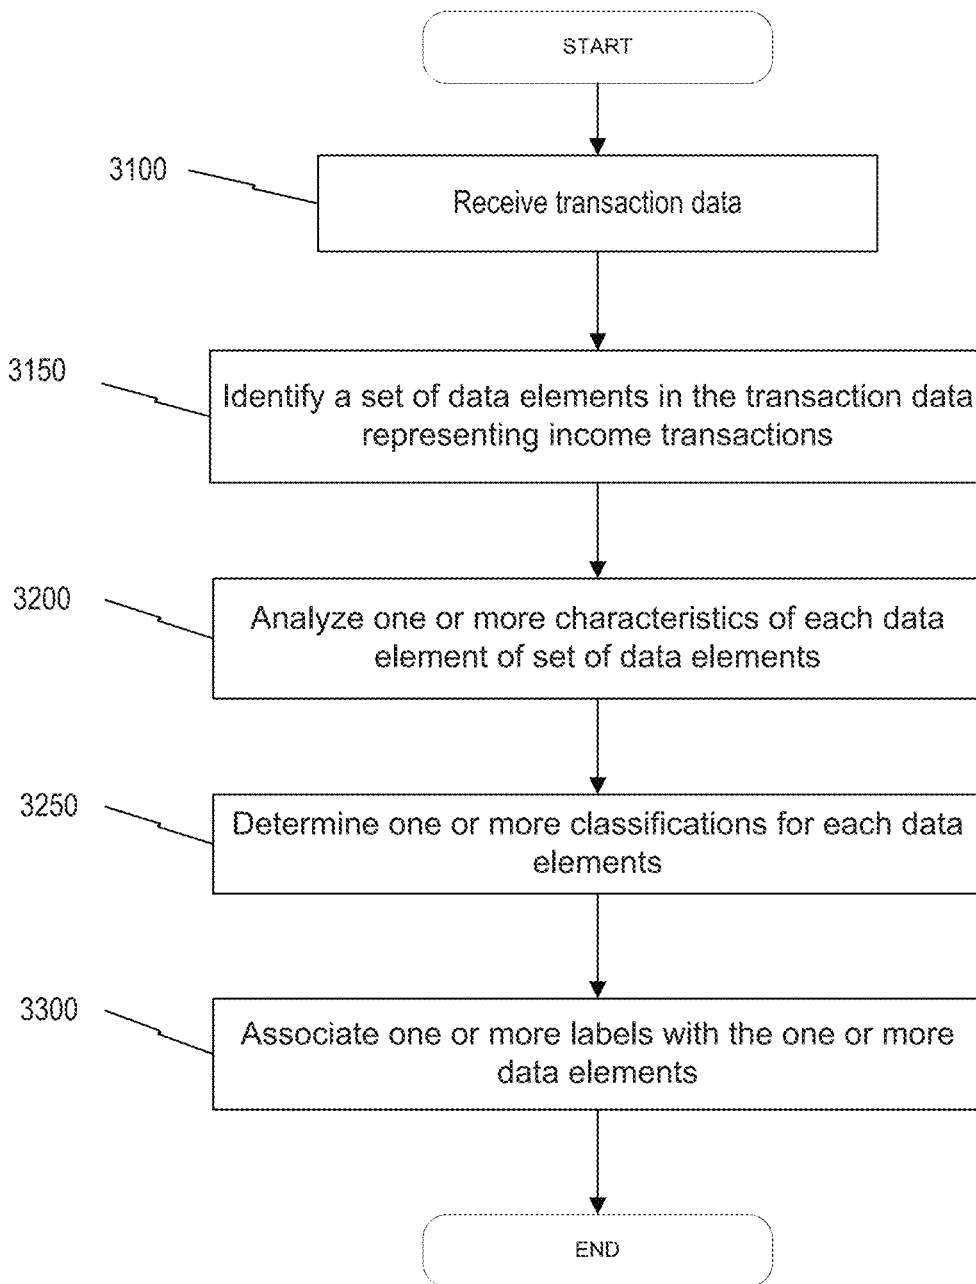 START
3100
Receive transaction data
3150
Identify a set of data elements in the transaction data
representing income transactions
3200
Analyze one or more characteristics of each data
element of set of data elements
3250
Determine one or more classifications for each data
elements
3300
Associate one or more labels with the one or more
data elements
END